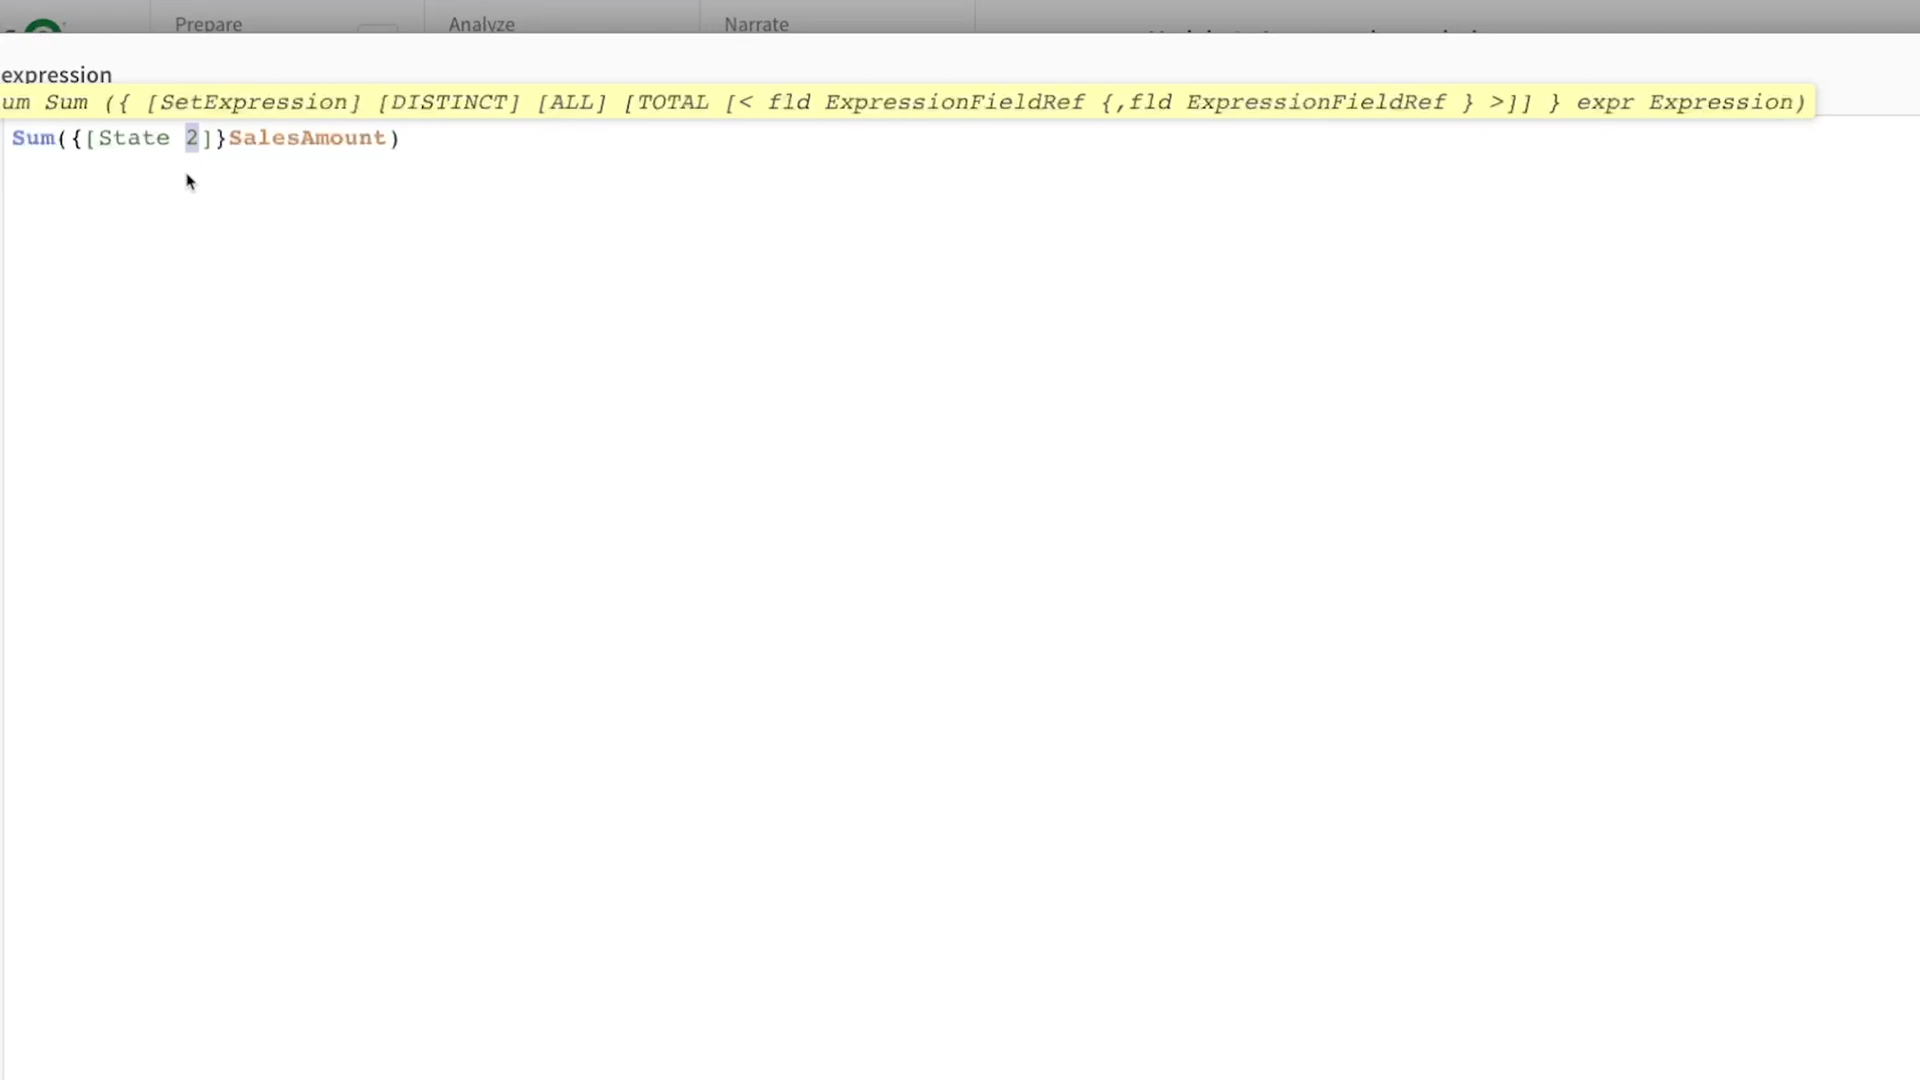 Prepare Analyze Narrate
expression
um Sum ({ [SetExpression] [DISTINCT] [ALL] [TOTAL [< fld ExpressionFieldRef {,fld ExpressionFieldRef } >]] } expr Expression)
Sum({[State 2]}SalesAmount)